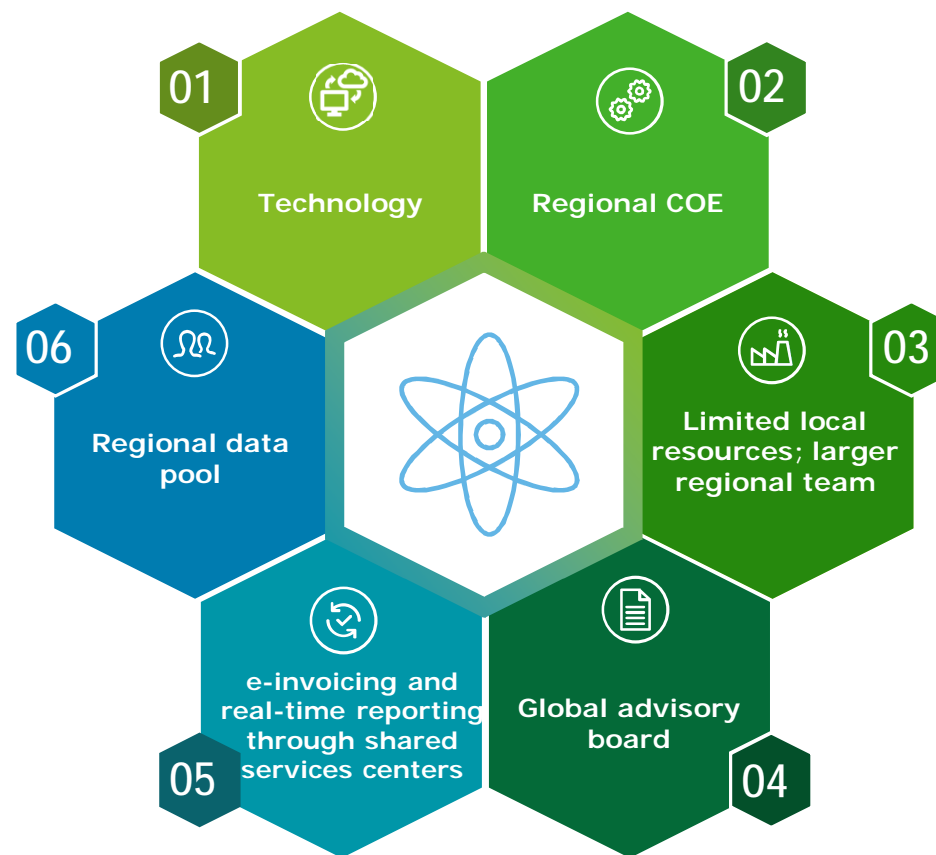 01
Technology
02
Regional COE
03
Limited local
resources; larger
regional team
04
Global advisory
board
05
e-invoicing and
real-time reporting
through shared
services centers
06
Regional data
pool